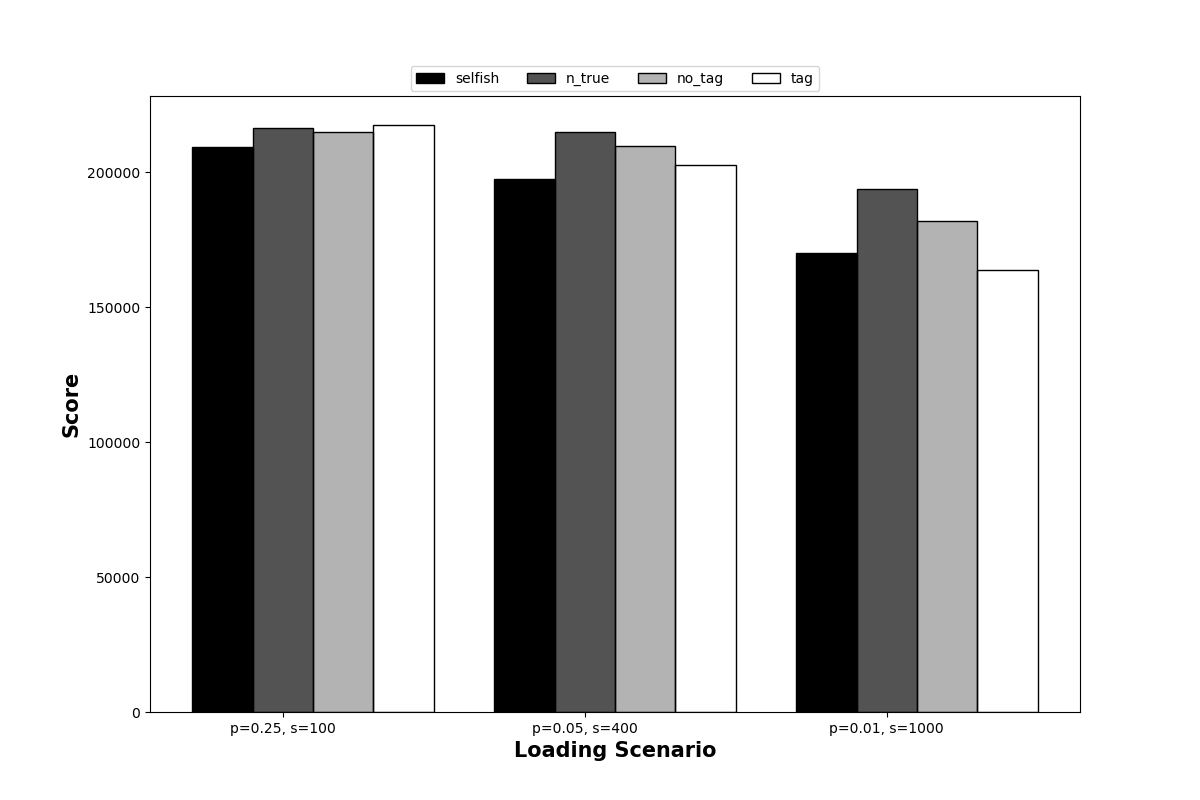 selfish n_true no_tag tag
Score
200000
150000
100000
50000
0
p=0.25, s=100 p=0.05, s=400 p=0.01, s=1000
Loading Scenario